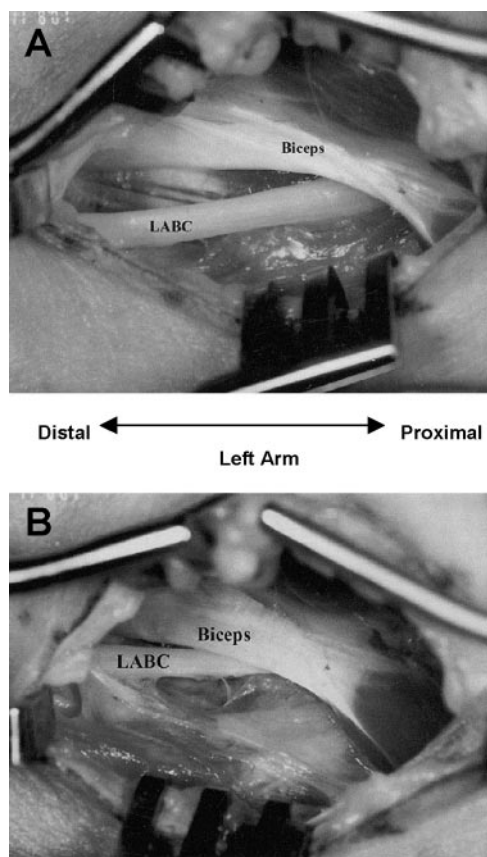 A
Biceps
LABC
Distal
Proximal
Left Arm
B
Biceps
LABC